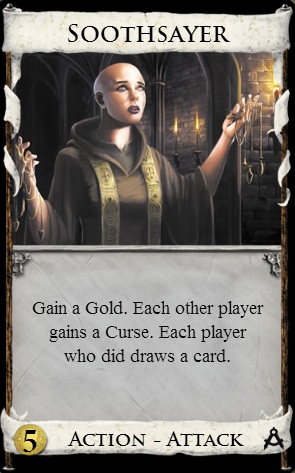 Soothsayer
Gain a Gold. Each other player
gains a Curse. Each player
who did draws a card.
5
Action - Attack